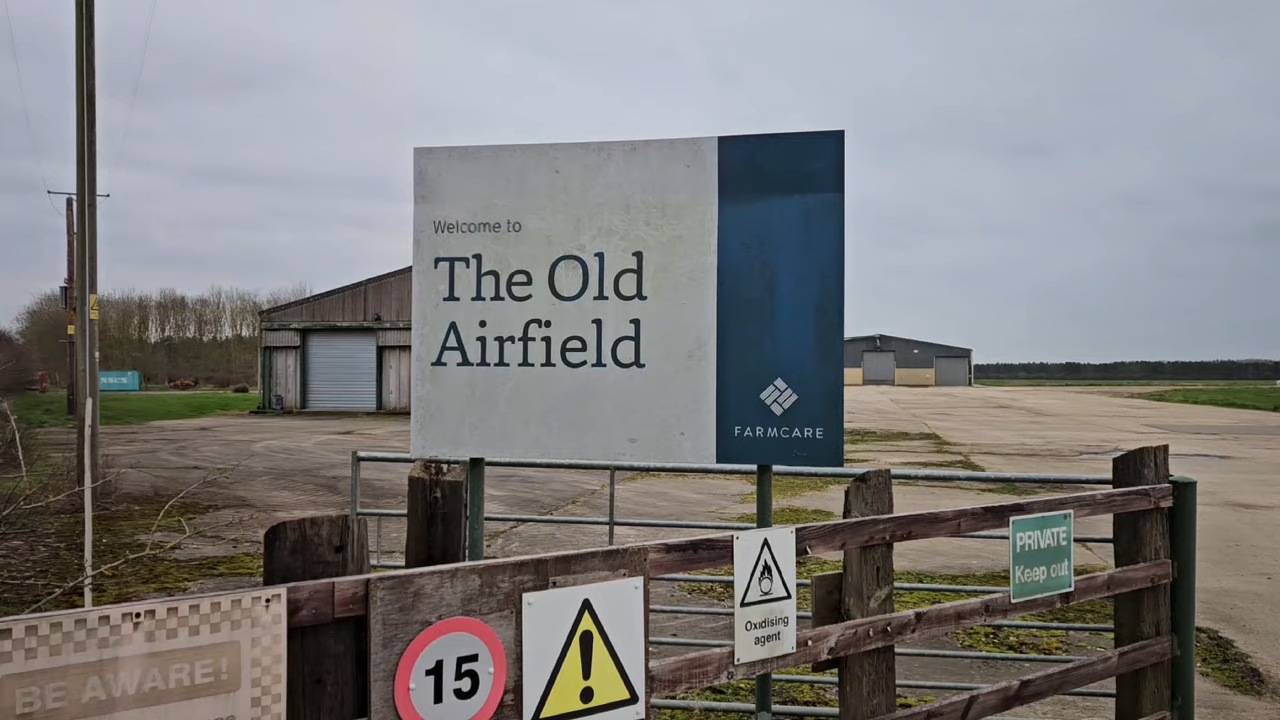 Welcome to
The Old
Airfield
FARMCARE
PRIVATE
Keep out
Oxidising
agent
15
BE AWARE!